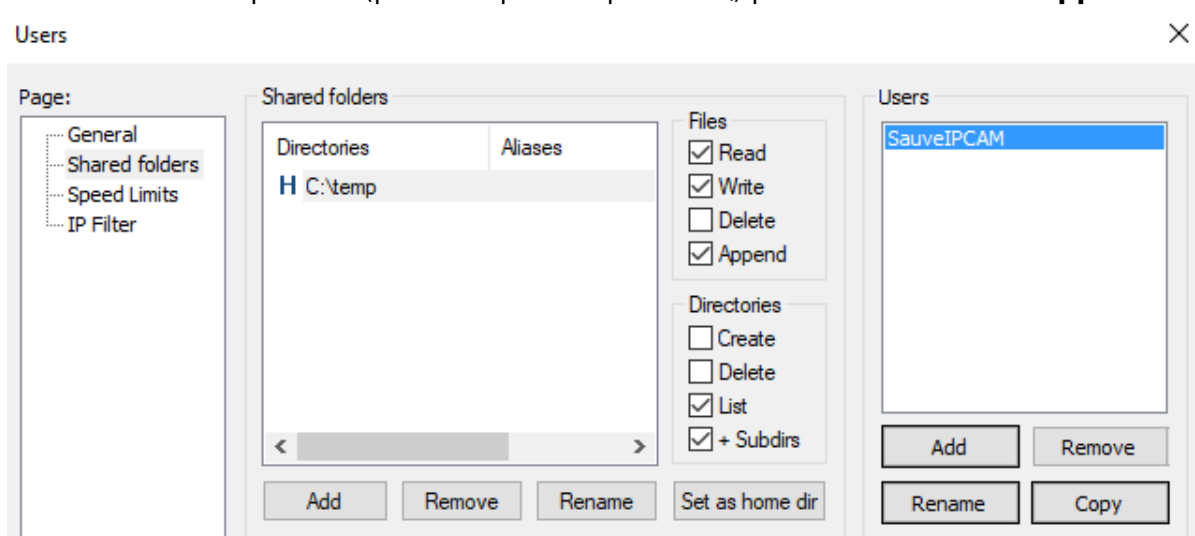 Users
Page:
General
Shared folders
Speed Limits
IP Filter
Shared folders
Directories Aliases
H C:\temp
Files
Read
Write
Delete
Append
Directories
Create
Delete
List
+ Subdirs
Add Remove Rename Set as home dir
Users
SauveIPCAM
Add Remove
Rename Copy